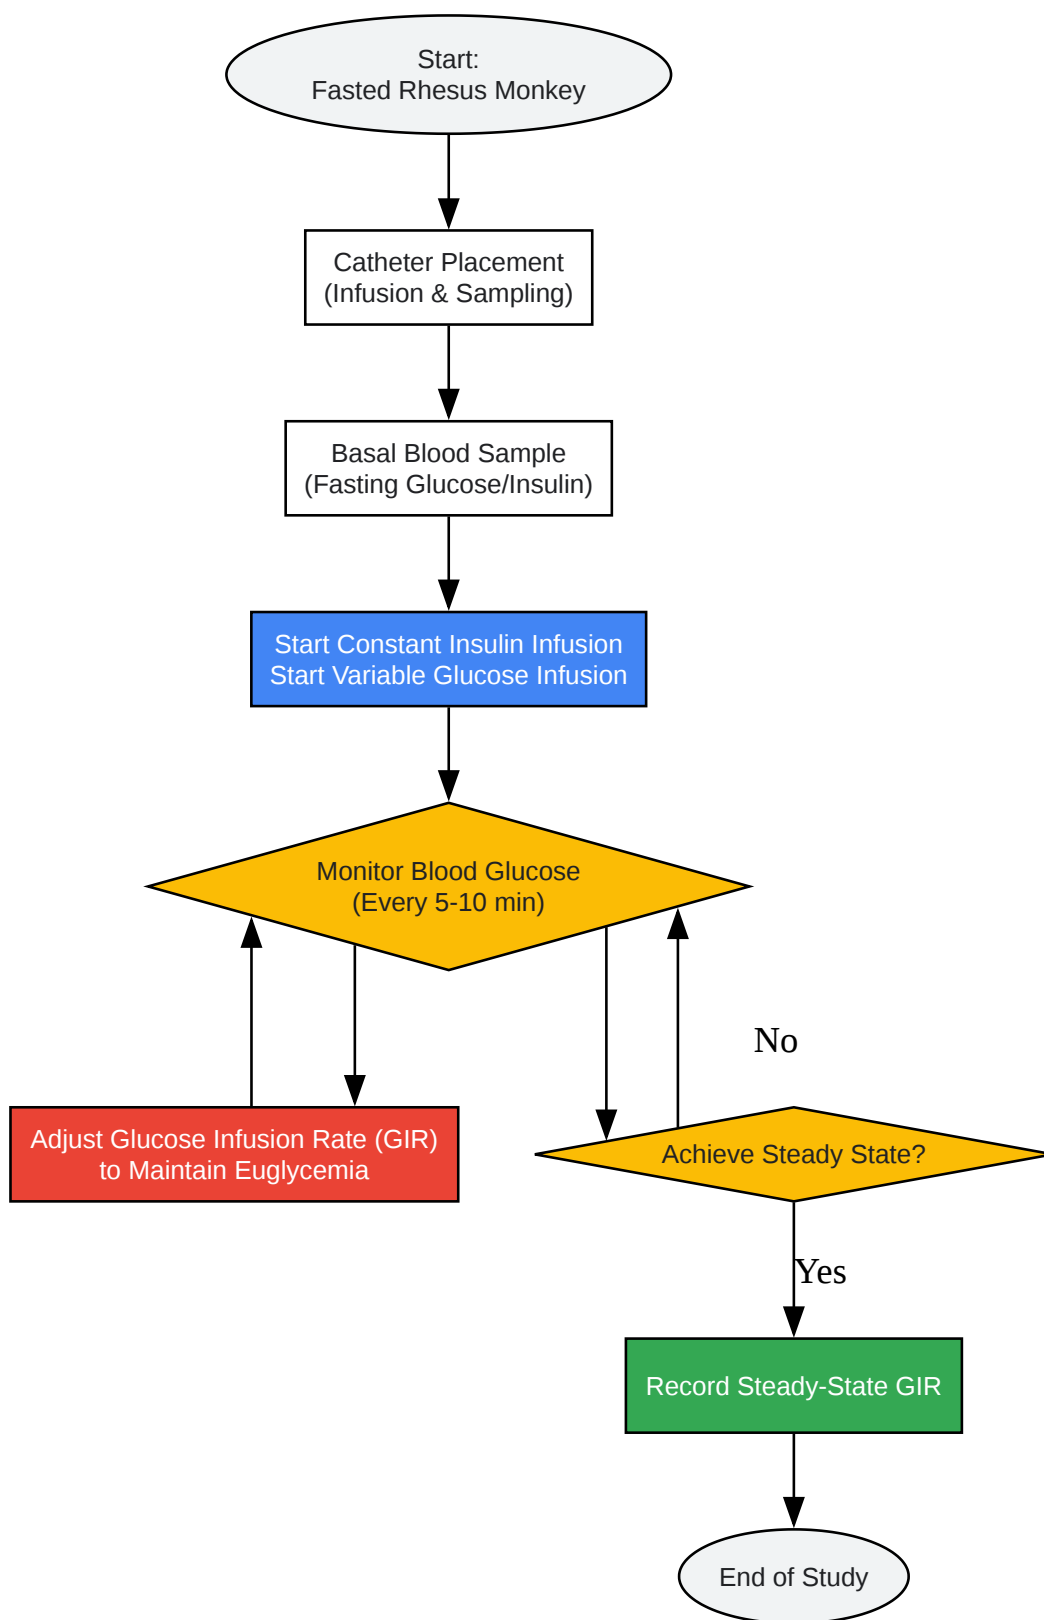 Start:
Fasted Rhesus Monkey
Catheter Placement
(Infusion & Sampling)
Basal Blood Sample
(Fasting Glucose/Insulin)
Start Constant Insulin Infusion
Start Variable Glucose Infusion
Monitor Blood Glucose
(Every 5-10 min)
No
Adjust Glucose Infusion Rate (GIR)
to Maintain Euglycemia
Achieve Steady State?
Yes
Record Steady-State GIR
End of Study